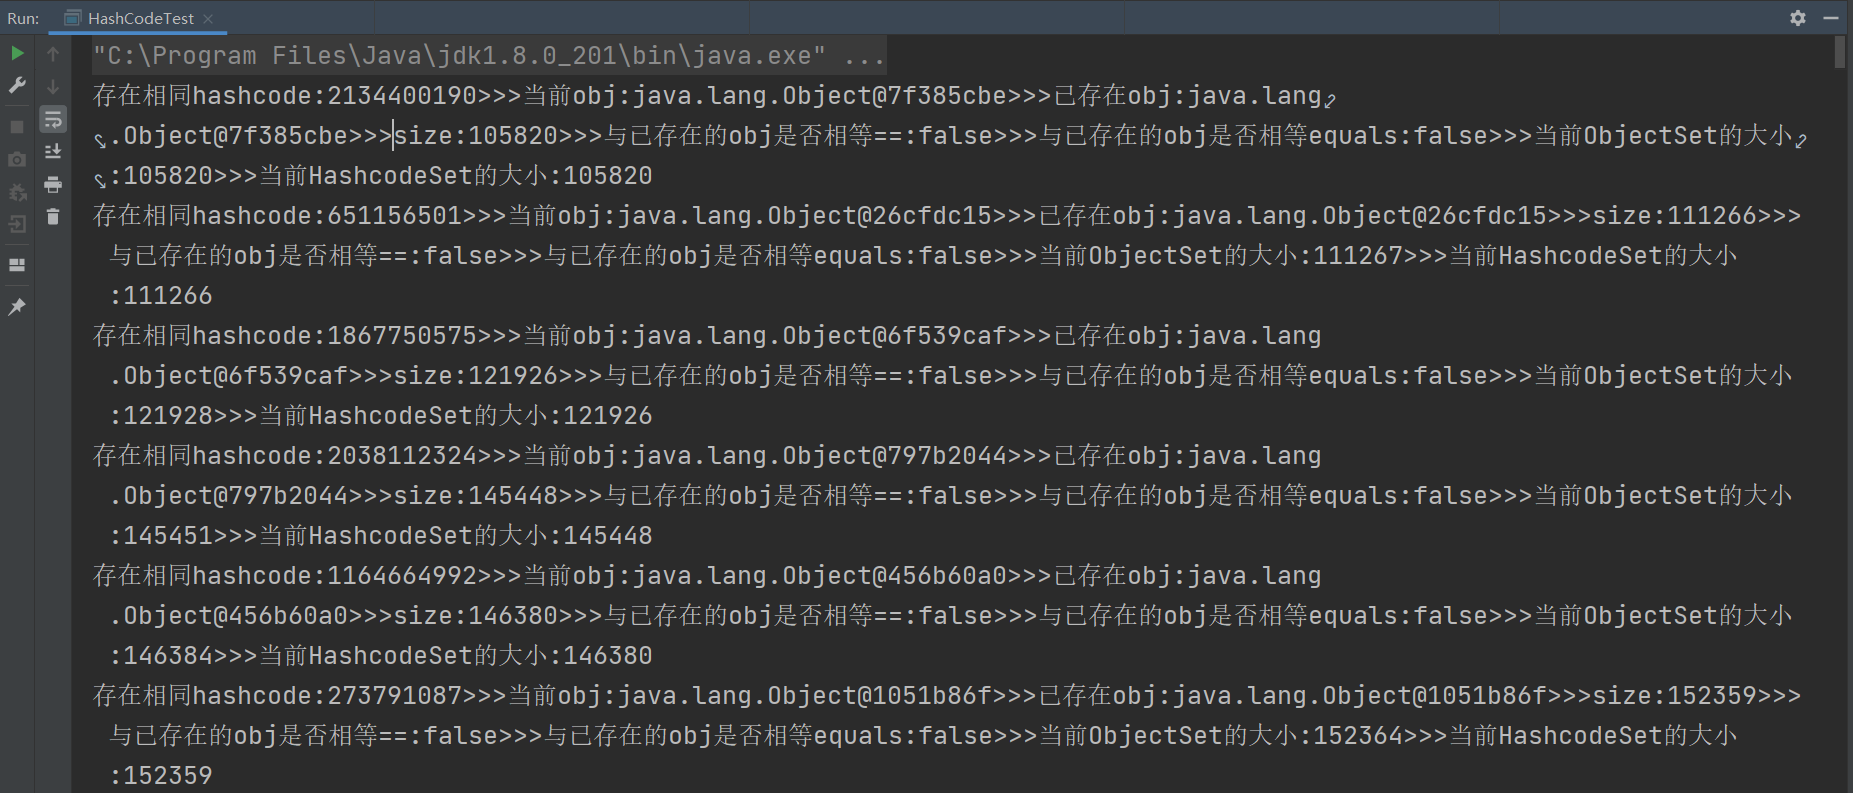 Run: HashCodeTest
"C:\Program Files\Java\jdk1.8.0_201\bin\java.exe" ...
存在相同hashcode:2134400190>>>当前obj:java.lang.Object@7f385cbe>>>已存在obj:java.lang
.Object@7f385cbe>>>size:105820>>>与已存在的obj是否相等==:false>>>与已存在的obj是否相等equals:false>>>当前ObjectSet的大小
:105820>>>当前HashcodeSet的大小:105820
存在相同hashcode:651156501>>>当前obj:java.lang.Object@26cfdc15>>>已存在obj:java.lang.Object@26cfdc15>>>size:111266>>>
与已存在的obj是否相等==:false>>>与已存在的obj是否相等equals:false>>>当前ObjectSet的大小:111267>>>当前HashcodeSet的大小
:111266
存在相同hashcode:1867750575>>>当前obj:java.lang.Object@6f539caf>>>已存在obj:java.lang
.Object@6f539caf>>>size:121926>>>与已存在的obj是否相等==:false>>>与已存在的obj是否相等equals:false>>>当前ObjectSet的大小
:121928>>>当前HashcodeSet的大小:121926
存在相同hashcode:2038112324>>>当前obj:java.lang.Object@797b2044>>>已存在obj:java.lang
.Object@797b2044>>>size:145448>>>与已存在的obj是否相等==:false>>>与已存在的obj是否相等equals:false>>>当前ObjectSet的大小
:145451>>>当前HashcodeSet的大小:145448
存在相同hashcode:1164664992>>>当前obj:java.lang.Object@456b60a0>>>已存在obj:java.lang
.Object@456b60a0>>>size:146380>>>与已存在的obj是否相等==:false>>>与已存在的obj是否相等equals:false>>>当前ObjectSet的大小
:146384>>>当前HashcodeSet的大小:146380
存在相同hashcode:273791087>>>当前obj:java.lang.Object@1051b86f>>>已存在obj:java.lang.Object@1051b86f>>>size:152359>>>
与已存在的obj是否相等==:false>>>与已存在的obj是否相等equals:false>>>当前ObjectSet的大小:152364>>>当前HashcodeSet的大小
:152359